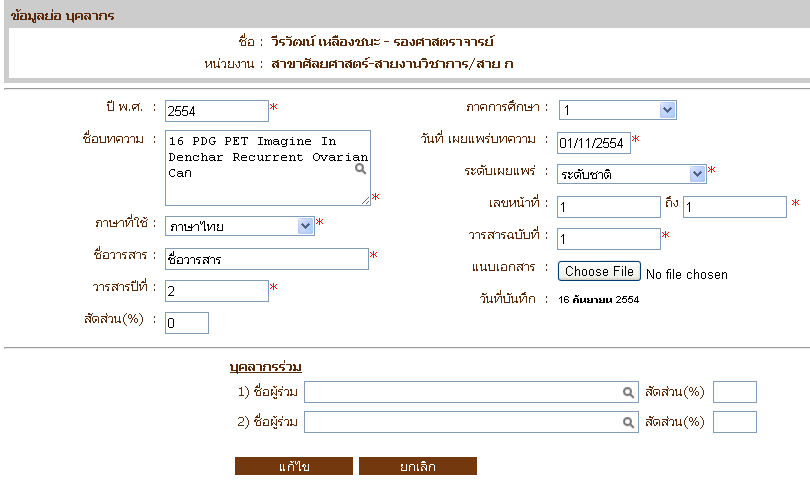 ข้อมูลย่อ บุคลากร
ชื่อ : วีรวัฒน์ เหลืองชนะ - รองศาสตราจารย์
หน่วยงาน : สาขาศัลยศาสตร์-สายงานวิชาการ/สาย ก
ปี พ.ศ. : 2554 *
ภาคการศึกษา : 1
ชื่อบทความ : 16 PDG PET Imagine In
Denchar Recurrent Ovarian
Can *
วันที่ เผยแพร่บทความ : 01/11/2554 *
ระดับเผยแพร่ : ระดับชาติ *
เลขหน้าที่ : 1 ถึง 1 *
ภาษาที่ใช้ : ภาษาไทย *
วารสารฉบับที่ : 1 *
ชื่อวารสาร : ชื่อวารสาร *
แนบเอกสาร : Choose File No file chosen
วารสารปีที่ : 2 *
วันที่บันทึก : 16 กันยายน 2554
สัดส่วน(%) : 0
บุคลากรร่วม
1) ชื่อผู้ร่วม สัดส่วน(%)
2) ชื่อผู้ร่วม สัดส่วน(%)
แก้ไข ยกเลิก